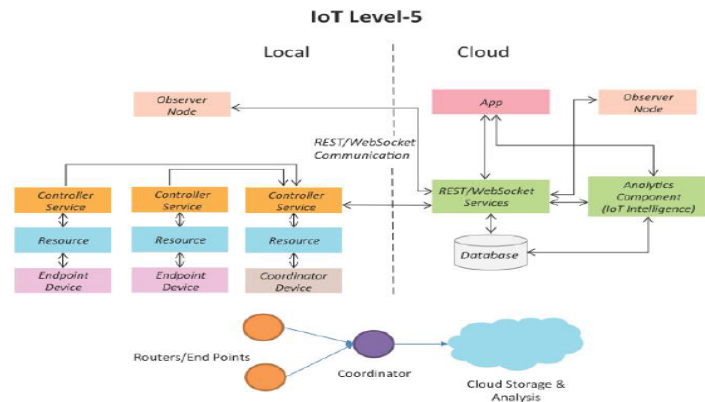 IoT Level-5
Local
Cloud
Observer
Node
App
Observer
Node
REST/WebSocket
Communication
Controller
Service
Controller
Service
Controller
Service
REST/WebSocket
Services
Analytics
Component
(IoT Intelligence)
Resource
Resource
Resource
Database
Endpoint
Device
Endpoint
Device
Coordinator
Device
Routers/End Points
Coordinator
Cloud Storage &
Analysis